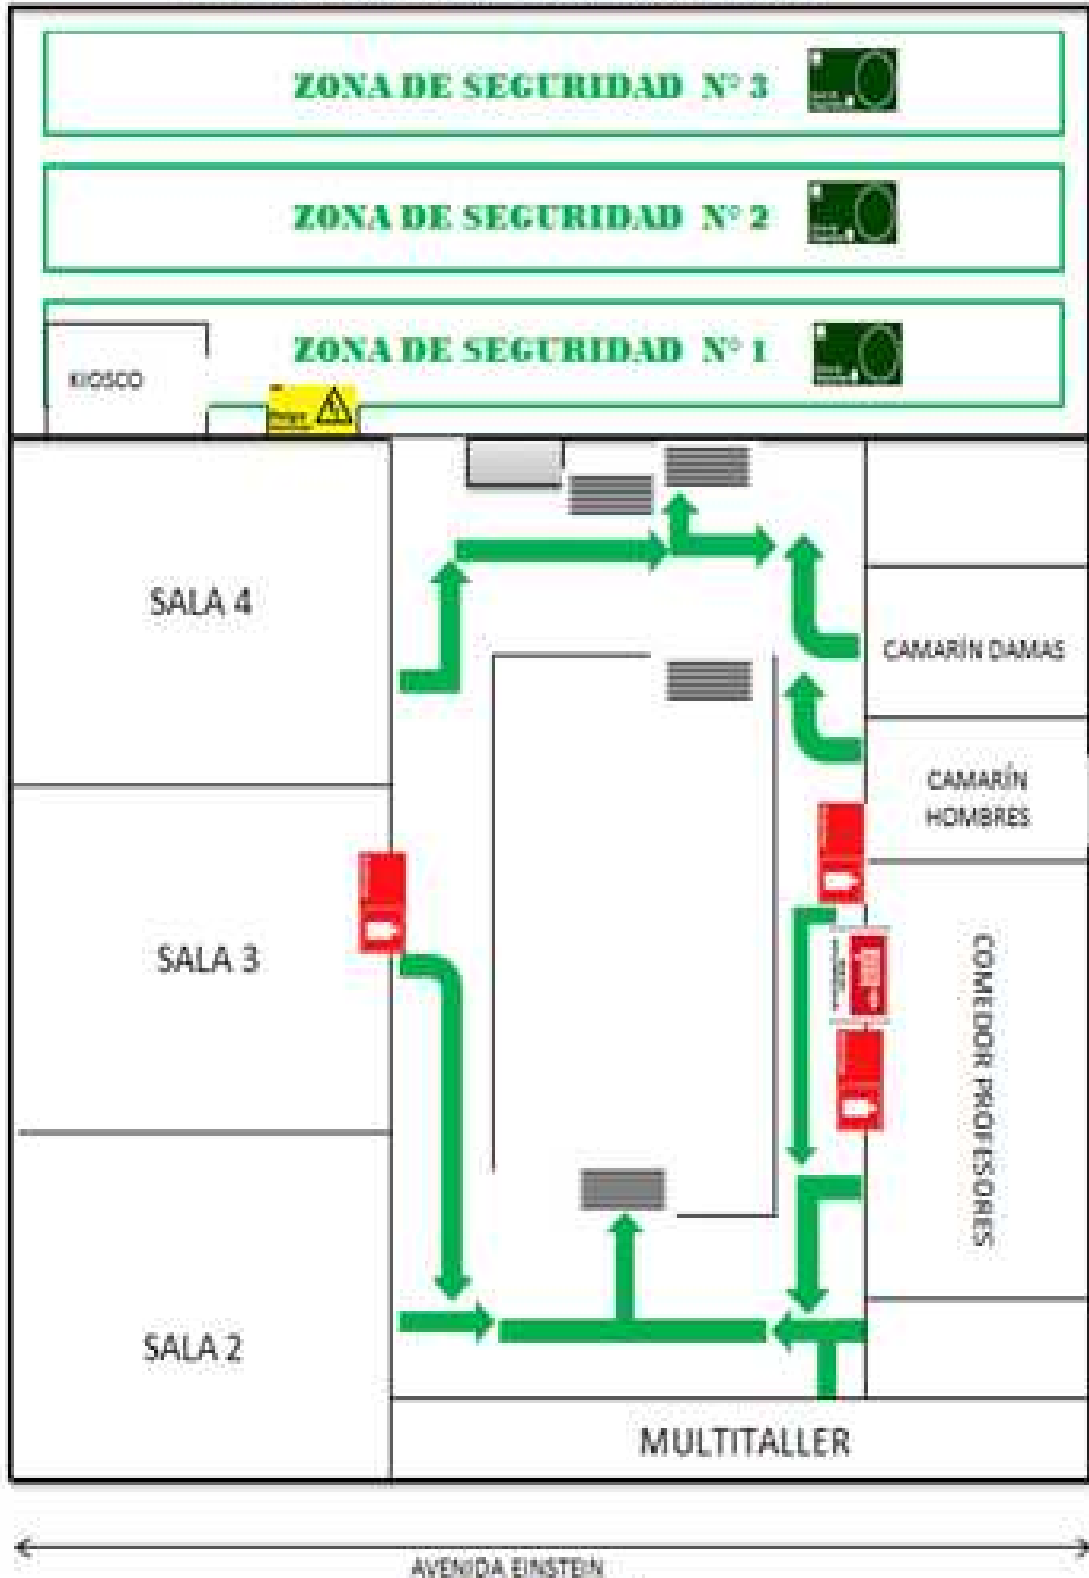 ZONA DE SEGURIDAD N° 3
ZONA DE SEGURIDAD N° 2
ZONA DE SEGURIDAD N° 1
KIOSCO
SALA 4
CAMARÍN DAMAS
CAMARÍN
HOMBRES
SALA 3
COMEDOR PROFESORES
SALA 2
MULTITALLER
AVENIDA EINSTEIN